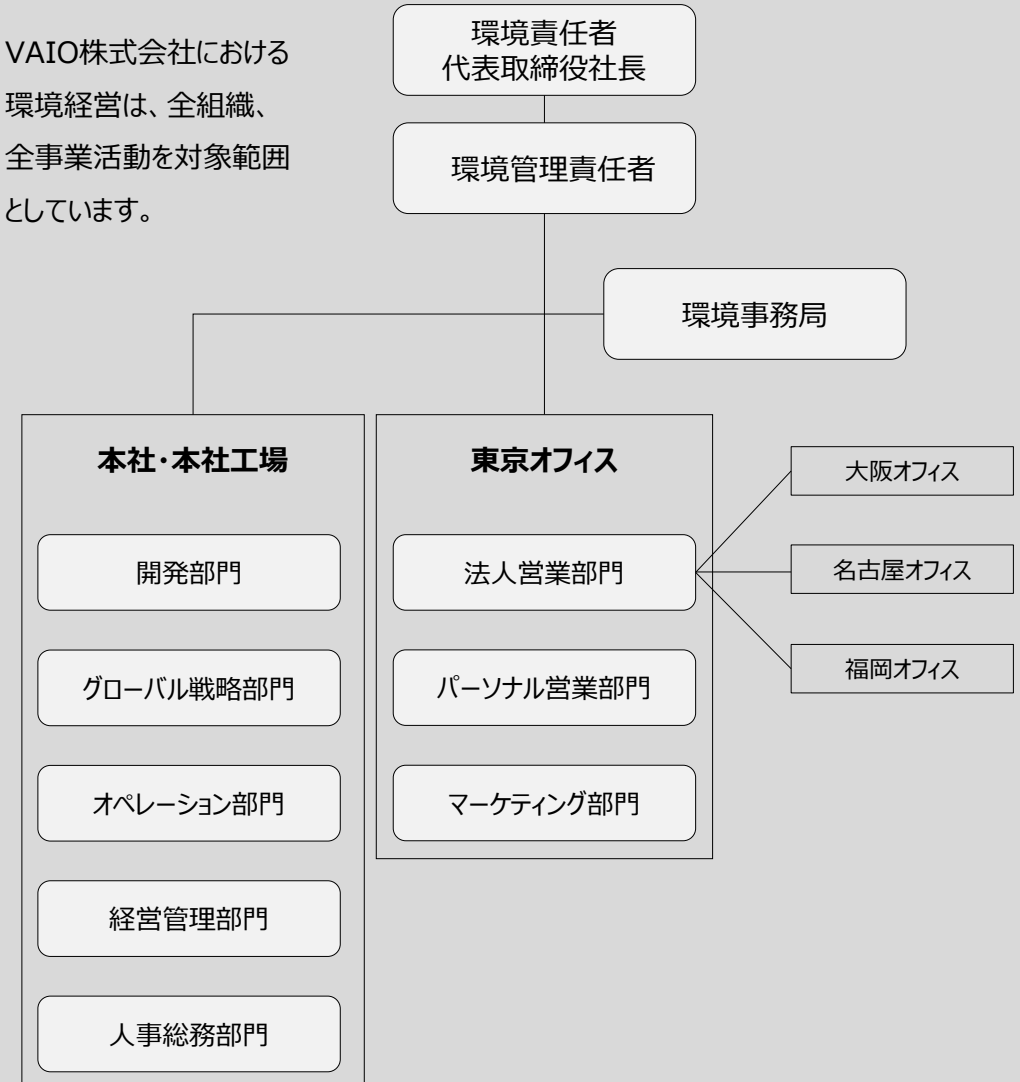 VAIO株式会社における
環境経営は、全組織、
全事業活動を対象範囲
としています。
環境責任者
代表取締役社長
環境管理責任者
環境事務局
本社・本社工場
開発部門
グローバル戦略部門
オペレーション部門
経営管理部門
人事総務部門
東京オフィス
法人営業部門
パーソナル営業部門
マーケティング部門
大阪オフィス
名古屋オフィス
福岡オフィス